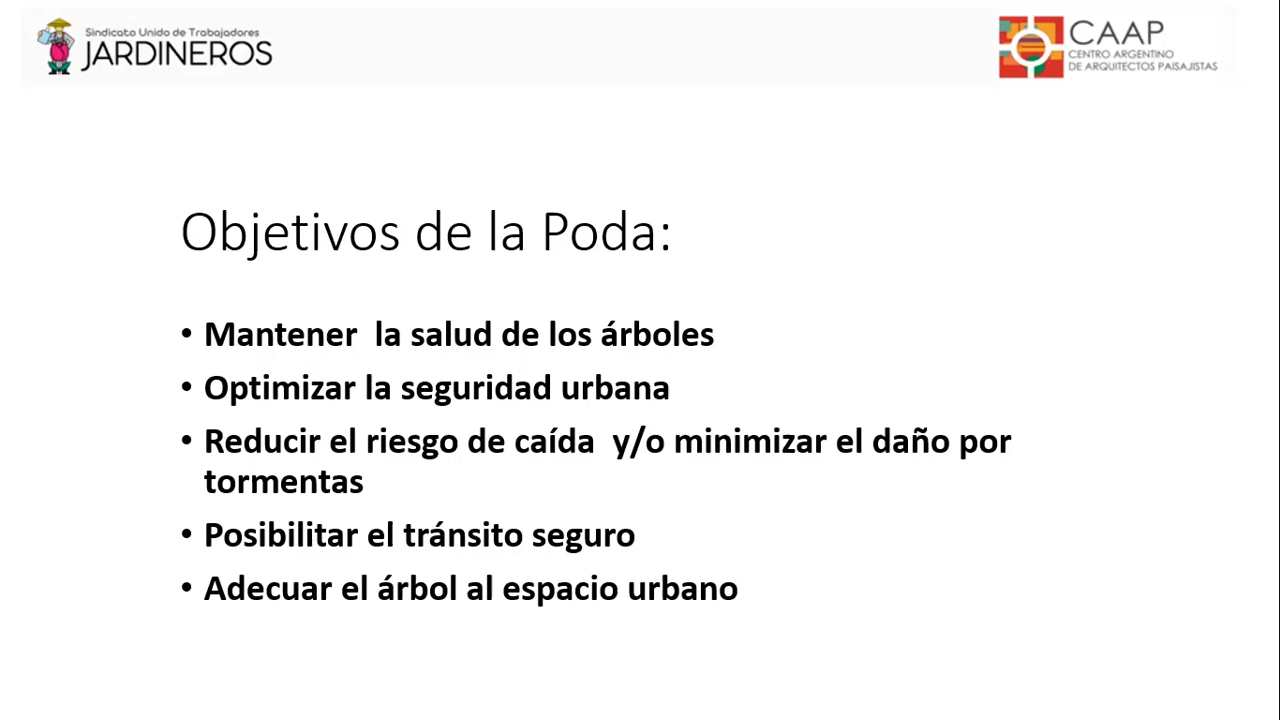 Sindicato Unido de Trabajadores
JARDINEROS
CAAP
CENTRO ARGENTINO
DE ARQUITECTOS PAISAJISTAS
Objetivos de la Poda:
• Mantener  la salud de los árboles
• Optimizar la seguridad urbana
• Reducir el riesgo de caída  y/o minimizar el daño por
tormentas
• Posibilitar el tránsito seguro
• Adecuar el árbol al espacio urbano